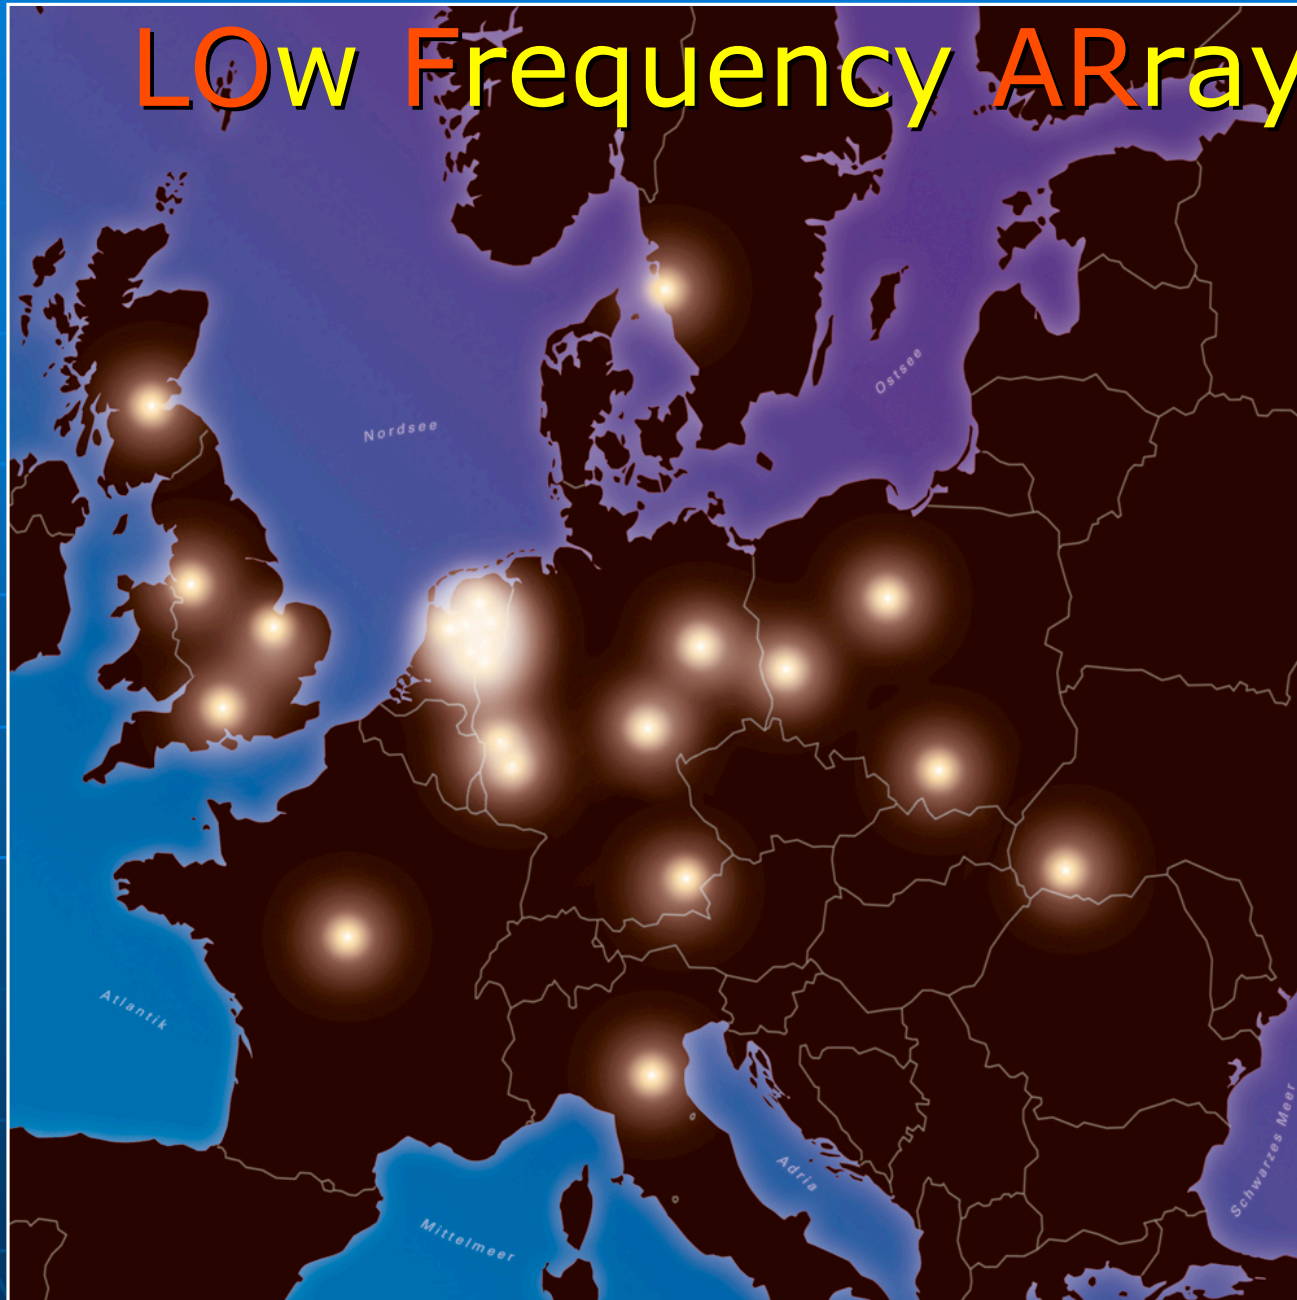 LOw Frequency ARray
Nordsee
Ostsee
Atlantik
Adria
Schwarzes Meer
Mittelmeer